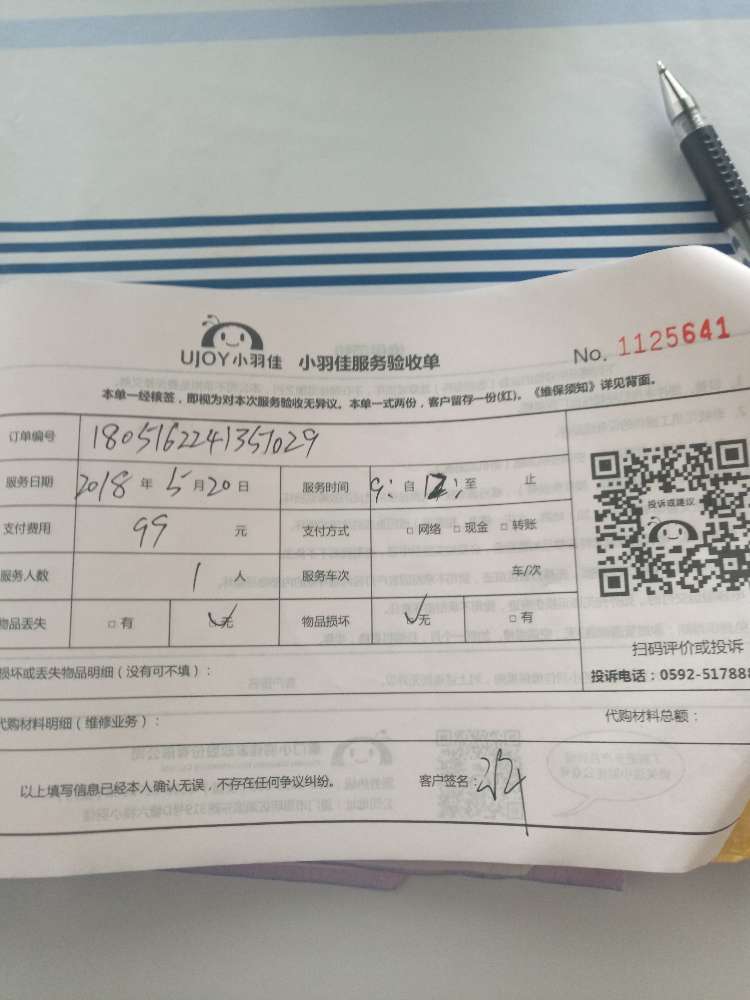 UJOY小羽佳 小羽佳服务验收单 No. 1125641
本单一经核签，即视为对本次服务验收无异议。本单一式两份，客户留存一份(红)。《维保须知》详见背面。
订单编号 180516224135029
服务日期 2018 年 5 月 20 日 服务时间 9: 自 12: 至 止
支付费用 99 元 支付方式 □ 网络 □ 现金 □ 转账
服务人数 1 人 服务车次 车/次
物品丢失 □ 有 ✓无 物品损坏 ✓无 □ 有
投诉或建议
扫码评价或投诉
投诉电话：0592-517888
损坏或丢失物品明细（没有可不填）：
代购材料明细（维修业务）： 代购材料总额：
以上填写信息已经本人确认无误，不存在任何争议纠纷。 客户签名：